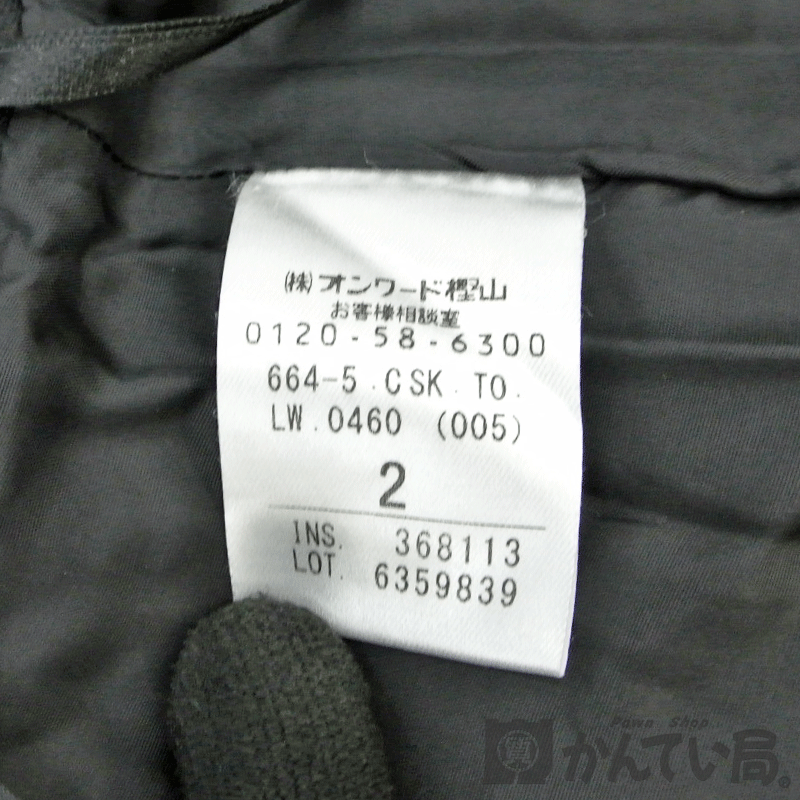 ㈱オンワード樫山
お客様相談室
0120-58-6300
664-5.CSK.TO.
LW.0460 (005)
2
INS. 368113
LOT. 6359839
Pawn Shop
質 かんてい局。